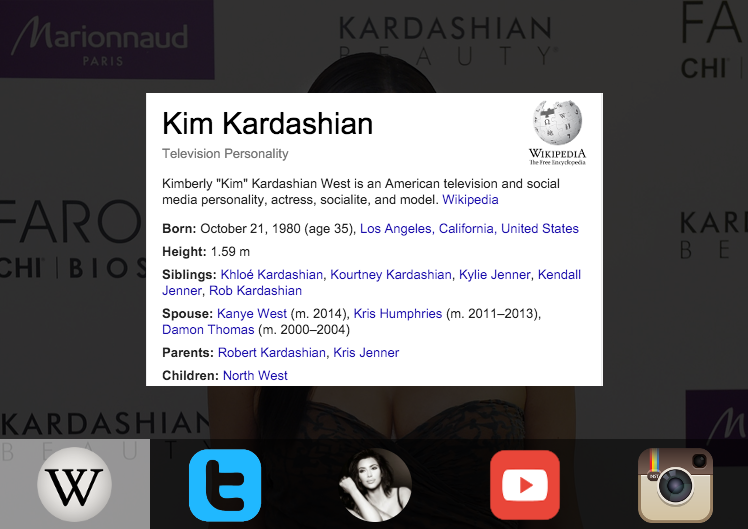 Marionnaud
PARIS
KARDASHIAN
BEAUTY
FARO
CHI
Kim Kardashian
Television Personality
WIKIPEDIA
The Free Encyclopedia
Kimberly "Kim" Kardashian West is an American television and social
media personality, actress, socialite, and model. Wikipedia
Born: October 21, 1980 (age 35), Los Angeles, California, United States
Height: 1.59 m
Siblings: Khloé Kardashian, Kourtney Kardashian, Kylie Jenner, Kendall
Jenner, Rob Kardashian
Spouse: Kanye West (m. 2014), Kris Humphries (m. 2011–2013),
Damon Thomas (m. 2000–2004)
Parents: Robert Kardashian, Kris Jenner
Children: North West
FARO
CHI | BIOS
KARDASHIAN
BEAUTY
W
INST